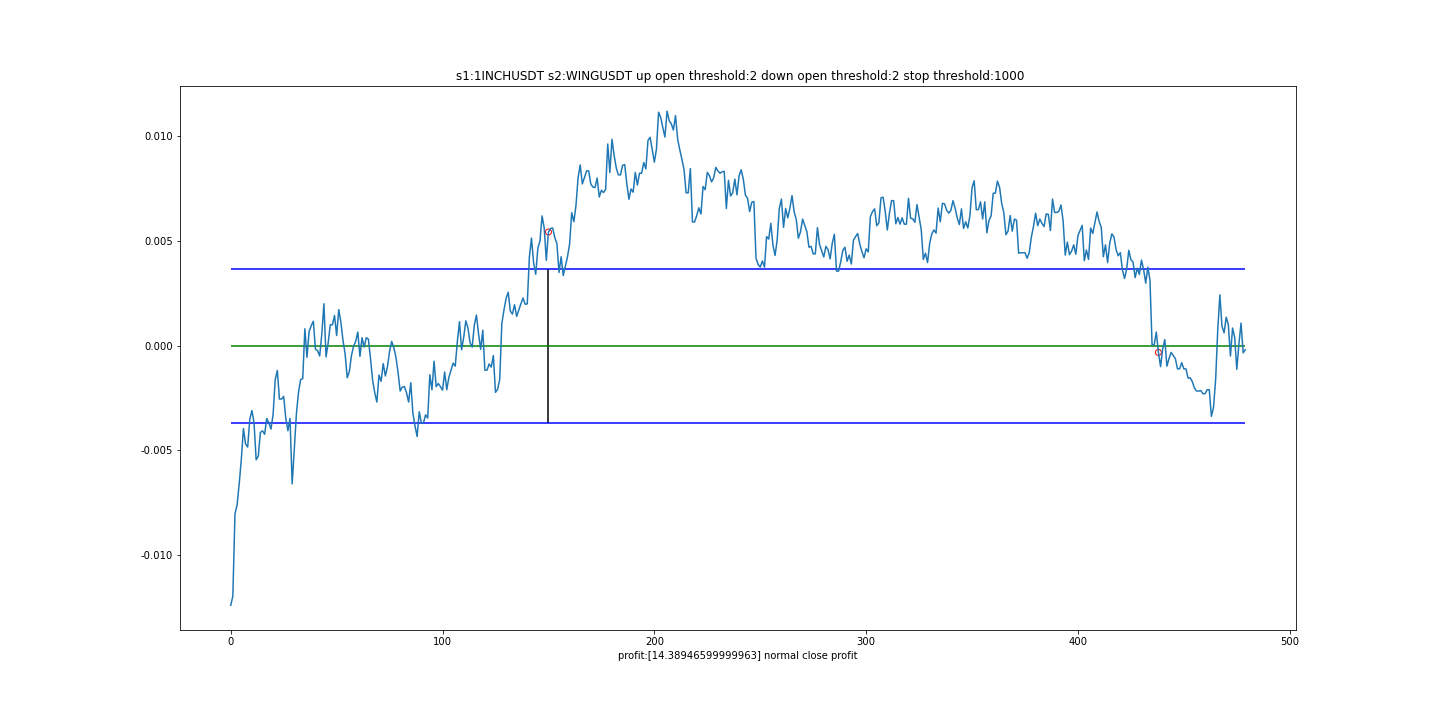 s1:1INCHUSDT s2:WINGUSDT up open threshold:2 down open threshold:2 stop threshold:1000
0.010
0.005
0.000
-0.005
-0.010
0 100 200 300 400 500
profit:[14.38946599999963] normal close profit